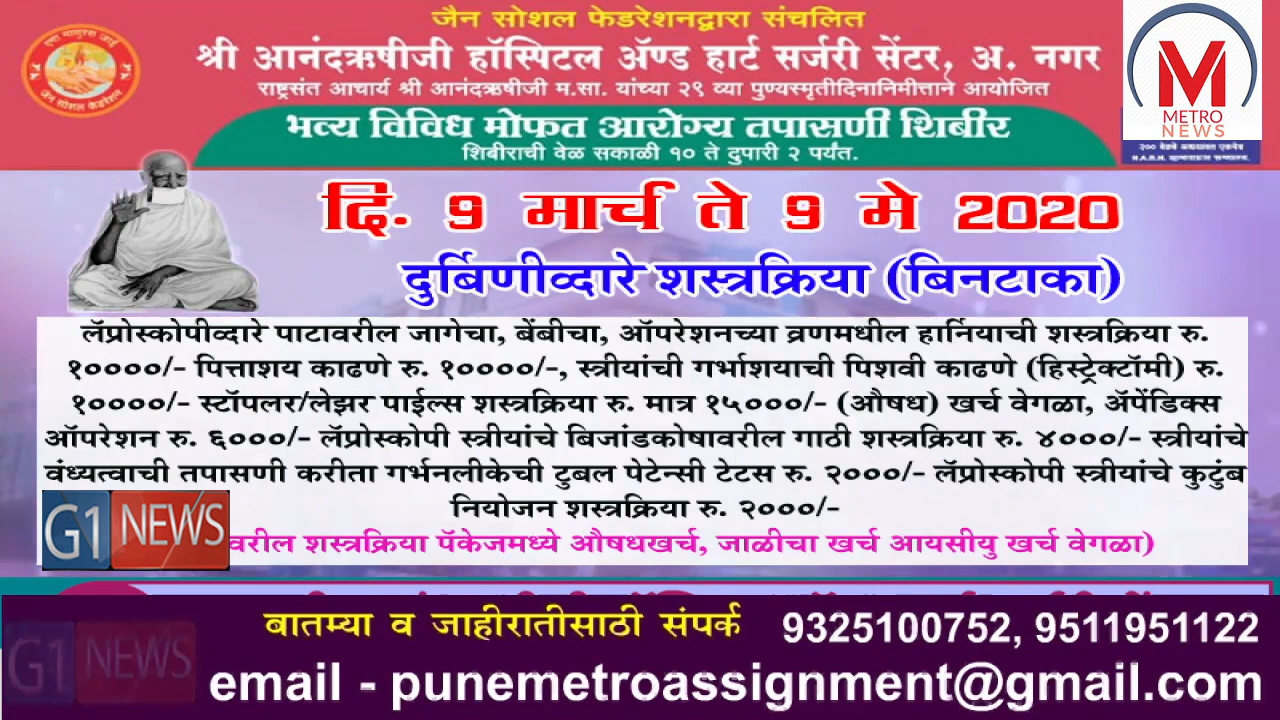 जैन सोशल फेडरेशनद्वारा संचलित
श्री आनंदऋषीजी हॉस्पिटल ॲण्ड हार्ट सर्जरी सेंटर, अ. नगर
राष्ट्रसंत आचार्य श्री आनंदऋषीजी म.सा. यांच्या २९ व्या पुण्यस्मृतीदिनानिमीत्ताने आयोजित
भव्य विविध मोफत आरोग्य तपासणी शिबीर
शिबीराची वेळ सकाळी १० ते दुपारी २ पर्यंत.
जैन सोशल फेडरेशन
M
METRO
NEWS
दि. 9 मार्च ते 9 मे 2020
दुर्बिणीव्दारे शस्त्रक्रिया (बिनटाका)
लॅप्रोस्कोपीव्दारे पाटावरील जागेचा, बेंबीचा, ऑपरेशनच्या व्रणमधील हार्नियाची शस्त्रक्रिया रु.
१००००/- पित्ताशय काढणे रु. १००००/-, स्त्रीयांची गर्भाशयाची पिशवी काढणे (हिस्ट्रेक्टॉमी) रु.
१००००/- स्टॉपलर/लेझर पाईल्स शस्त्रक्रिया रु. मात्र १५०००/- (औषध) खर्च वेगळा, ॲपेंडिक्स
ऑपरेशन रु. ६०००/- लॅप्रोस्कोपी स्त्रीयांचे बिजांडकोषावरील गाठी शस्त्रक्रिया रु. ४०००/- स्त्रीयांचे
वंध्यत्वाची तपासणी करीता गर्भनलीकेची टुबल पेटेन्सी टेटस रु. २०००/- लॅप्रोस्कोपी स्त्रीयांचे कुटुंब
नियोजन शस्त्रक्रिया रु. २०००/-
वरील शस्त्रक्रिया पॅकेजमध्ये औषधखर्च, जाळीचा खर्च आयसीयु खर्च वेगळा)
G1 NEWS
बातम्या व जाहीरातीसाठी संपर्क 9325100752, 9511951122
G1 NEWS
email - punemetroassignment@gmail.com